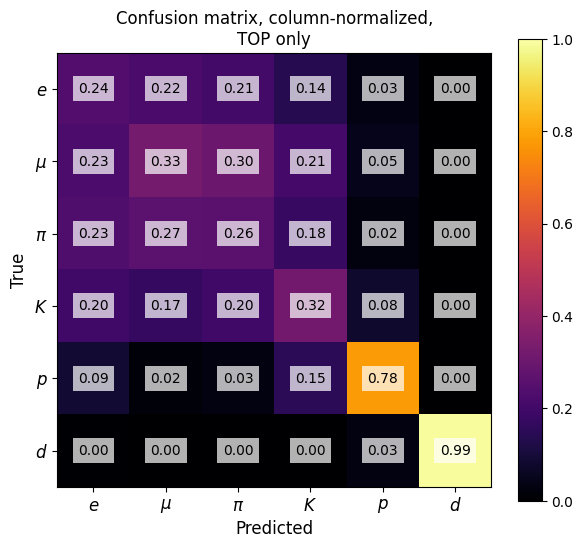 Confusion matrix, column-normalized,
TOP only
True
e 0.24 0.22 0.21 0.14 0.03 0.00
μ 0.23 0.33 0.30 0.21 0.05 0.00
π 0.23 0.27 0.26 0.18 0.02 0.00
K 0.20 0.17 0.20 0.32 0.08 0.00
p 0.09 0.02 0.03 0.15 0.78 0.00
d 0.00 0.00 0.00 0.00 0.03 0.99
e μ π K p d
Predicted
1.0
0.8
0.6
0.4
0.2
0.0